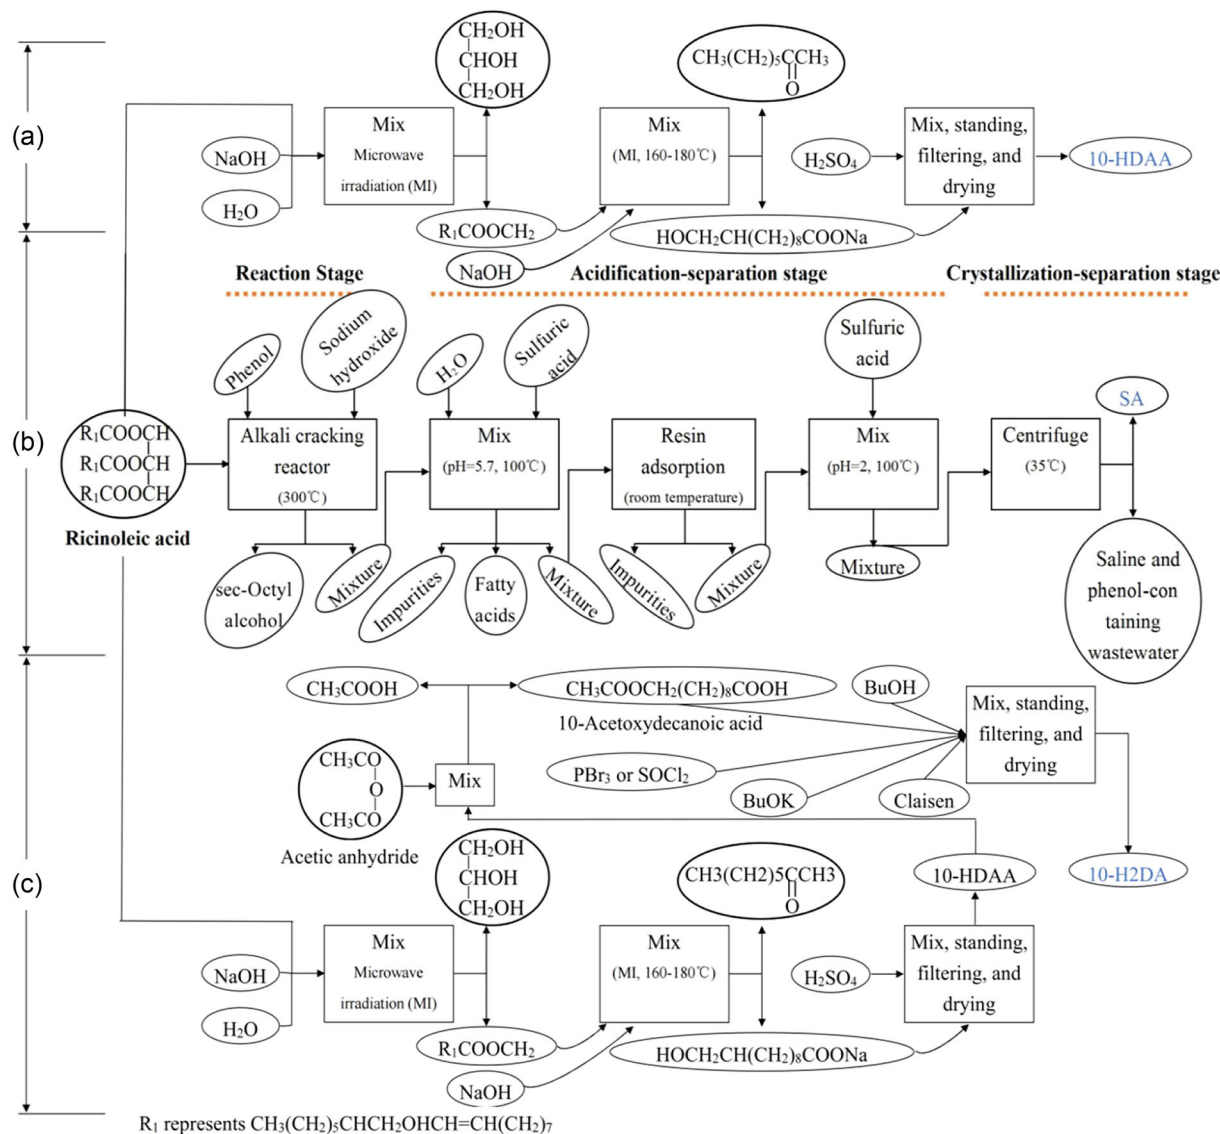 (a)
CH₂OH
CHOH
CH₂OH
CH₃(CH₂)₅CCH₃
O
NaOH
H₂O
Mix
Microwave
irradiation (MI)
R₁COOCH₂
NaOH
Mix
(MI, 160-180℃)
HOCH₂CH(CH₂)₈COONa
H₂SO₄
Mix, standing,
filtering, and
drying
10-HDAA
(b)
Reaction Stage
Acidification-separation stage
Crystallization-separation stage
Phenol
Sodium
hydroxide
H₂O
Sulfuric
acid
Sulfuric
acid
R₁COOCH
R₁COOCH
R₁COOCH
Ricinoleic acid
Alkali cracking
reactor
(300℃)
Mix
(pH=5.7, 100℃)
Resin
adsorption
(room temperature)
Mix
(pH=2, 100℃)
Centrifuge
(35℃)
SA
sec-Octyl
alcohol
Mixture
Impurities
Fatty
acids
Mixture
Impurities
Mixture
Mixture
Saline and
phenol-con
taining
wastewater
(c)
CH₃COOH
CH₃COOCH₂(CH₂)₈COOH
10-Acetoxydecanoic acid
BuOH
PBr₃ or SOCl₂
BuOK
Claisen
Mix, standing,
filtering, and
drying
CH₃CO
O
CH₃CO
Acetic anhydride
Mix
10-HDAA
10-H2DA
CH₂OH
CHOH
CH₂OH
CH3(CH2)5CCH3
O
NaOH
H₂O
Mix
Microwave
irradiation (MI)
R₁COOCH₂
NaOH
Mix
(MI, 160-180℃)
HOCH₂CH(CH₂)₈COONa
H₂SO₄
Mix, standing,
filtering, and
drying
R₁ represents CH₃(CH₂)₅CHCH₂OHCH=CH(CH₂)₇